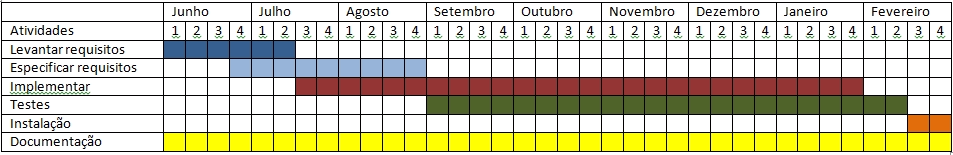 Junho Julho Agosto Setembro Outubro Novembro Dezembro Janeiro Fevereiro
Atividades 1 2 3 4 1 2 3 4 1 2 3 4 1 2 3 4 1 2 3 4 1 2 3 4 1 2 3 4 1 2 3 4 1 2 3 4
Levantar requisitos
Especificar requisitos
Implementar
Testes
Instalação
Documentação